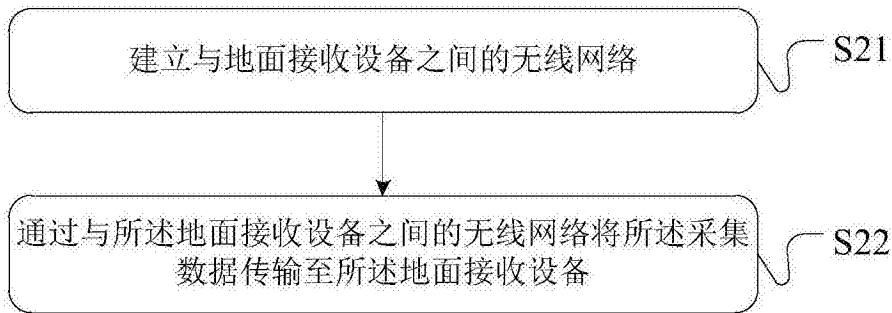 建立与地面接收设备之间的无线网络
S21
通过与所述地面接收设备之间的无线网络将所述采集
数据传输至所述地面接收设备
S22